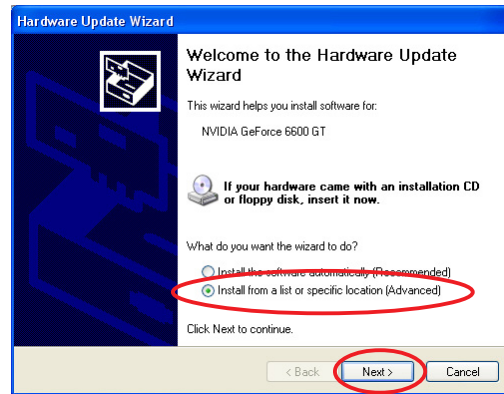 Hardware Update Wizard
Welcome to the Hardware Update
Wizard
This wizard helps you install software for:
NVIDIA GeForce 6600 GT
If your hardware came with an installation CD
or floppy disk, insert it now.
What do you want the wizard to do?
Install the software automatically (Recommended)
Install from a list or specific location (Advanced)
Click Next to continue.
< Back
Next >
Cancel